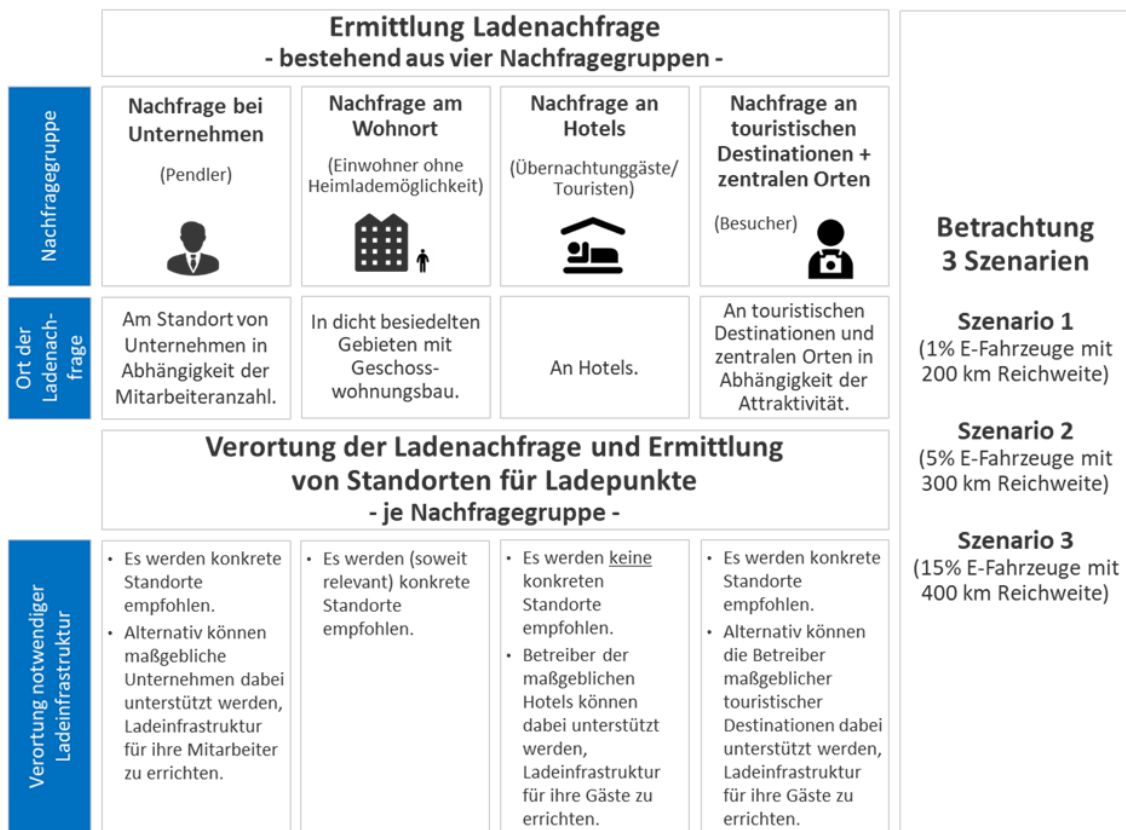 Ermittlung Ladenachfrage
- bestehend aus vier Nachfragegruppen -
Nachfragegruppe
Nachfrage bei
Unternehmen
(Pendler)
Nachfrage am
Wohnort
(Einwohner ohne
Heimlademöglichkeit)
Nachfrage an
Hotels
(Übernachtunggäste/
Touristen)
Nachfrage an
touristischen
Destinationen +
zentralen Orten
(Besucher)
Ort der
Ladenach-
frage
Am Standort von
Unternehmen in
Abhängigkeit der
Mitarbeiteranzahl.
In dicht besiedelten
Gebieten mit
Geschoss-
wohnungsbau.
An Hotels.
An touristischen
Destinationen und
zentralen Orten in
Abhängigkeit der
Attraktivität.
Verortung der Ladenachfrage und Ermittlung
von Standorten für Ladepunkte
- je Nachfragegruppe -
Verortung notwendiger
Ladeinfrastruktur
• Es werden konkrete
Standorte
empfohlen.
• Alternativ können
maßgebliche
Unternehmen dabei
unterstützt werden,
Ladeinfrastruktur
für ihre Mitarbeiter
zu errichten.
• Es werden (soweit
relevant) konkrete
Standorte
empfohlen.
• Es werden keine
konkreten
Standorte
empfohlen.
• Betreiber der
maßgeblichen
Hotels können
dabei unterstützt
werden,
Ladeinfrastruktur
für ihre Gäste zu
errichten.
• Es werden konkrete
Standorte
empfohlen.
• Alternativ können
die Betreiber
maßgeblicher
touristischer
Destinationen dabei
unterstützt werden,
Ladeinfrastruktur
für ihre Gäste zu
errichten.
Betrachtung
3 Szenarien
Szenario 1
(1% E-Fahrzeuge mit
200 km Reichweite)
Szenario 2
(5% E-Fahrzeuge mit
300 km Reichweite)
Szenario 3
(15% E-Fahrzeuge mit
400 km Reichweite)